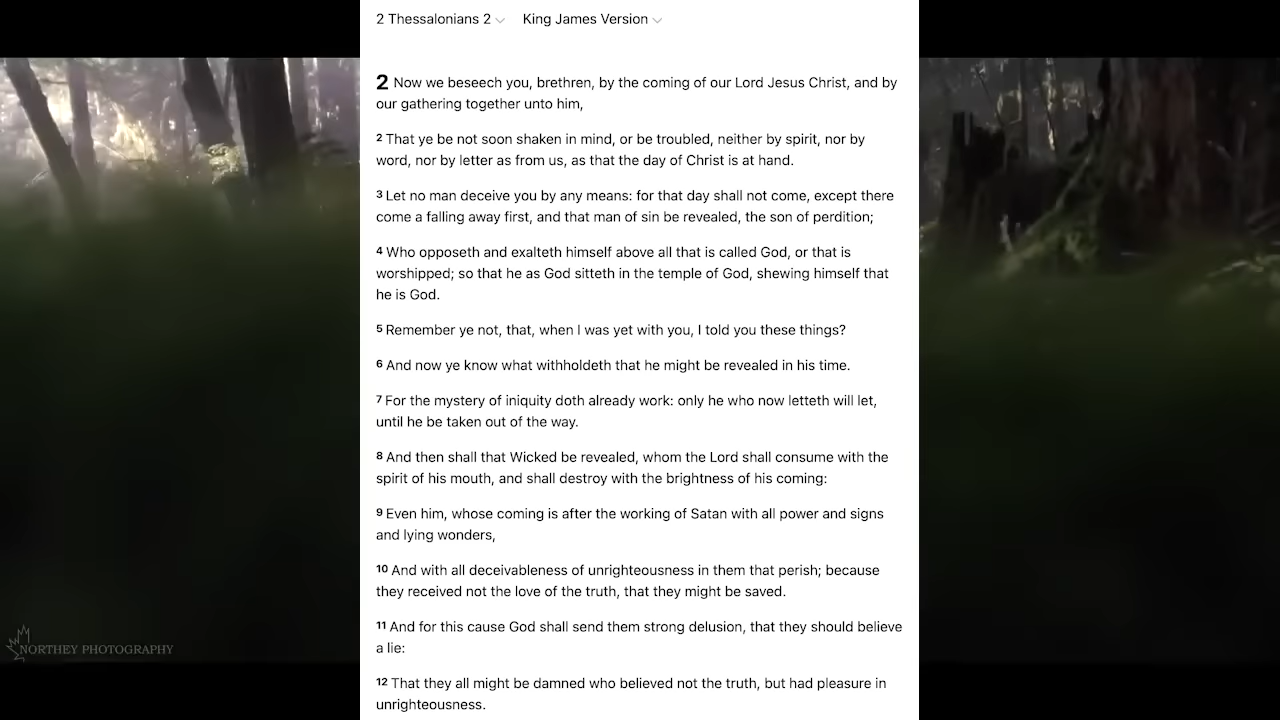 2 Thessalonians 2 King James Version
2 Now we beseech you, brethren, by the coming of our Lord Jesus Christ, and by
our gathering together unto him,
2 That ye be not soon shaken in mind, or be troubled, neither by spirit, nor by
word, nor by letter as from us, as that the day of Christ is at hand.
3 Let no man deceive you by any means: for that day shall not come, except there
come a falling away first, and that man of sin be revealed, the son of perdition;
4 Who opposeth and exalteth himself above all that is called God, or that is
worshipped; so that he as God sitteth in the temple of God, shewing himself that
he is God.
5 Remember ye not, that, when I was yet with you, I told you these things?
6 And now ye know what withholdeth that he might be revealed in his time.
7 For the mystery of iniquity doth already work: only he who now letteth will let,
until he be taken out of the way.
8 And then shall that Wicked be revealed, whom the Lord shall consume with the
spirit of his mouth, and shall destroy with the brightness of his coming:
9 Even him, whose coming is after the working of Satan with all power and signs
and lying wonders,
10 And with all deceivableness of unrighteousness in them that perish; because
they received not the love of the truth, that they might be saved.
11 And for this cause God shall send them strong delusion, that they should believe
a lie:
12 That they all might be damned who believed not the truth, but had pleasure in
unrighteousness.
NORTHEY PHOTOGRAPHY